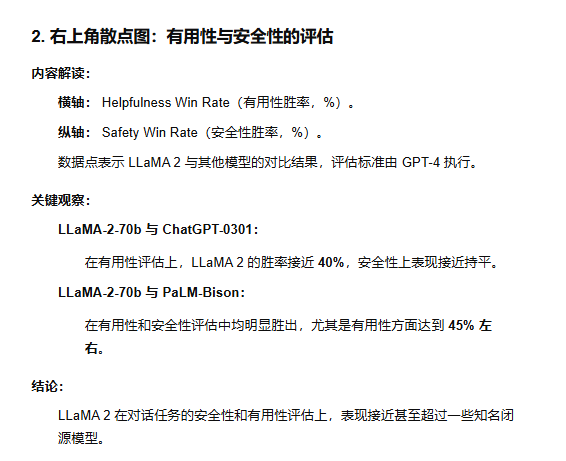 2. 右上角散点图：有用性与安全性的评估
内容解读：
横轴： Helpfulness Win Rate（有用性胜率，%）。
纵轴： Safety Win Rate（安全性胜率，%）。
数据点表示 LLaMA 2 与其他模型的对比结果，评估标准由 GPT-4 执行。
关键观察：
LLaMA-2-70b 与 ChatGPT-0301：
在有用性评估上，LLaMA 2 的胜率接近 40%，安全性上表现接近持平。
LLaMA-2-70b 与 PaLM-Bison：
在有用性和安全性评估中均明显胜出，尤其是有用性方面达到 45% 左
右。
结论：
LLaMA 2 在对话任务的安全性和有用性评估上，表现接近甚至超过一些知名闭
源模型。